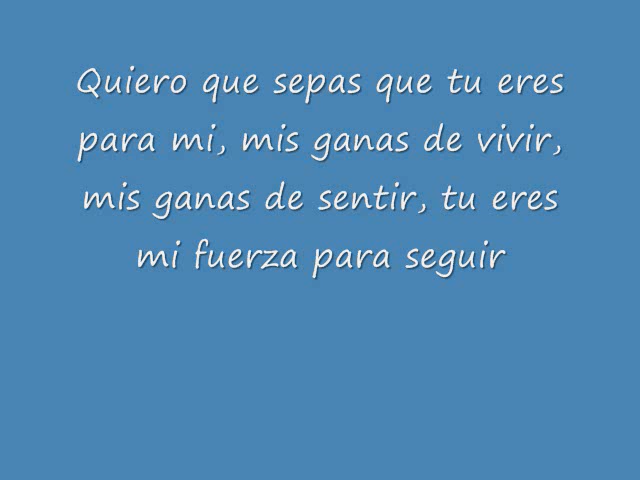 Quiero que sepas que tu eres
para mi, mis ganas de vivir,
mis ganas de sentir, tu eres
mi fuerza para seguir